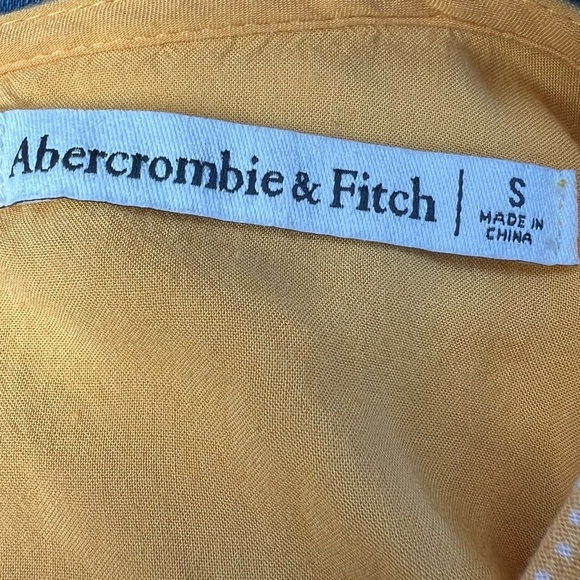 Abercrombie & Fitch | S
MADE IN
CHINA